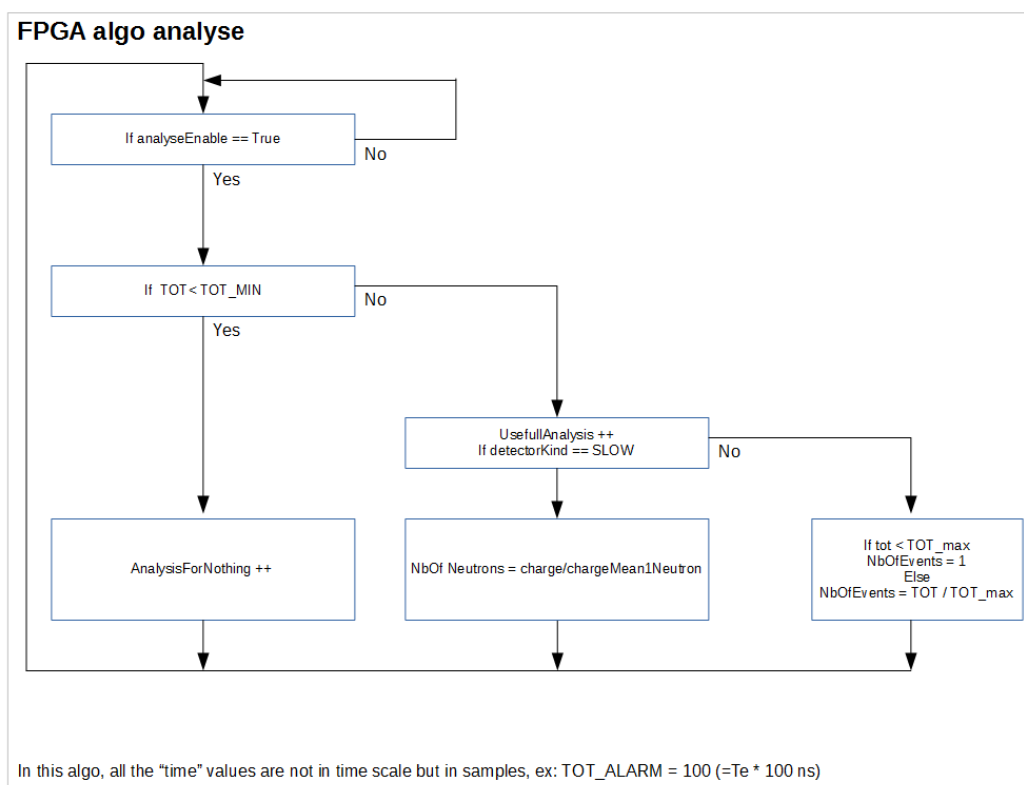 FPGA algo analyse
If analyseEnable == True
No
Yes
If TOT< TOT_MIN
No
Yes
UsefullAnalysis ++
If detectorKind == SLOW
No
AnalysisForNothing ++
NbOf Neutrons = charge/chargeMean1Neutron
If tot < TOT_max
NbOfEvents = 1
Else
NbOfEvents = TOT / TOT_max
In this algo, all the “time” values are not in time scale but in samples, ex: TOT_ALARM = 100 (=Te * 100 ns)